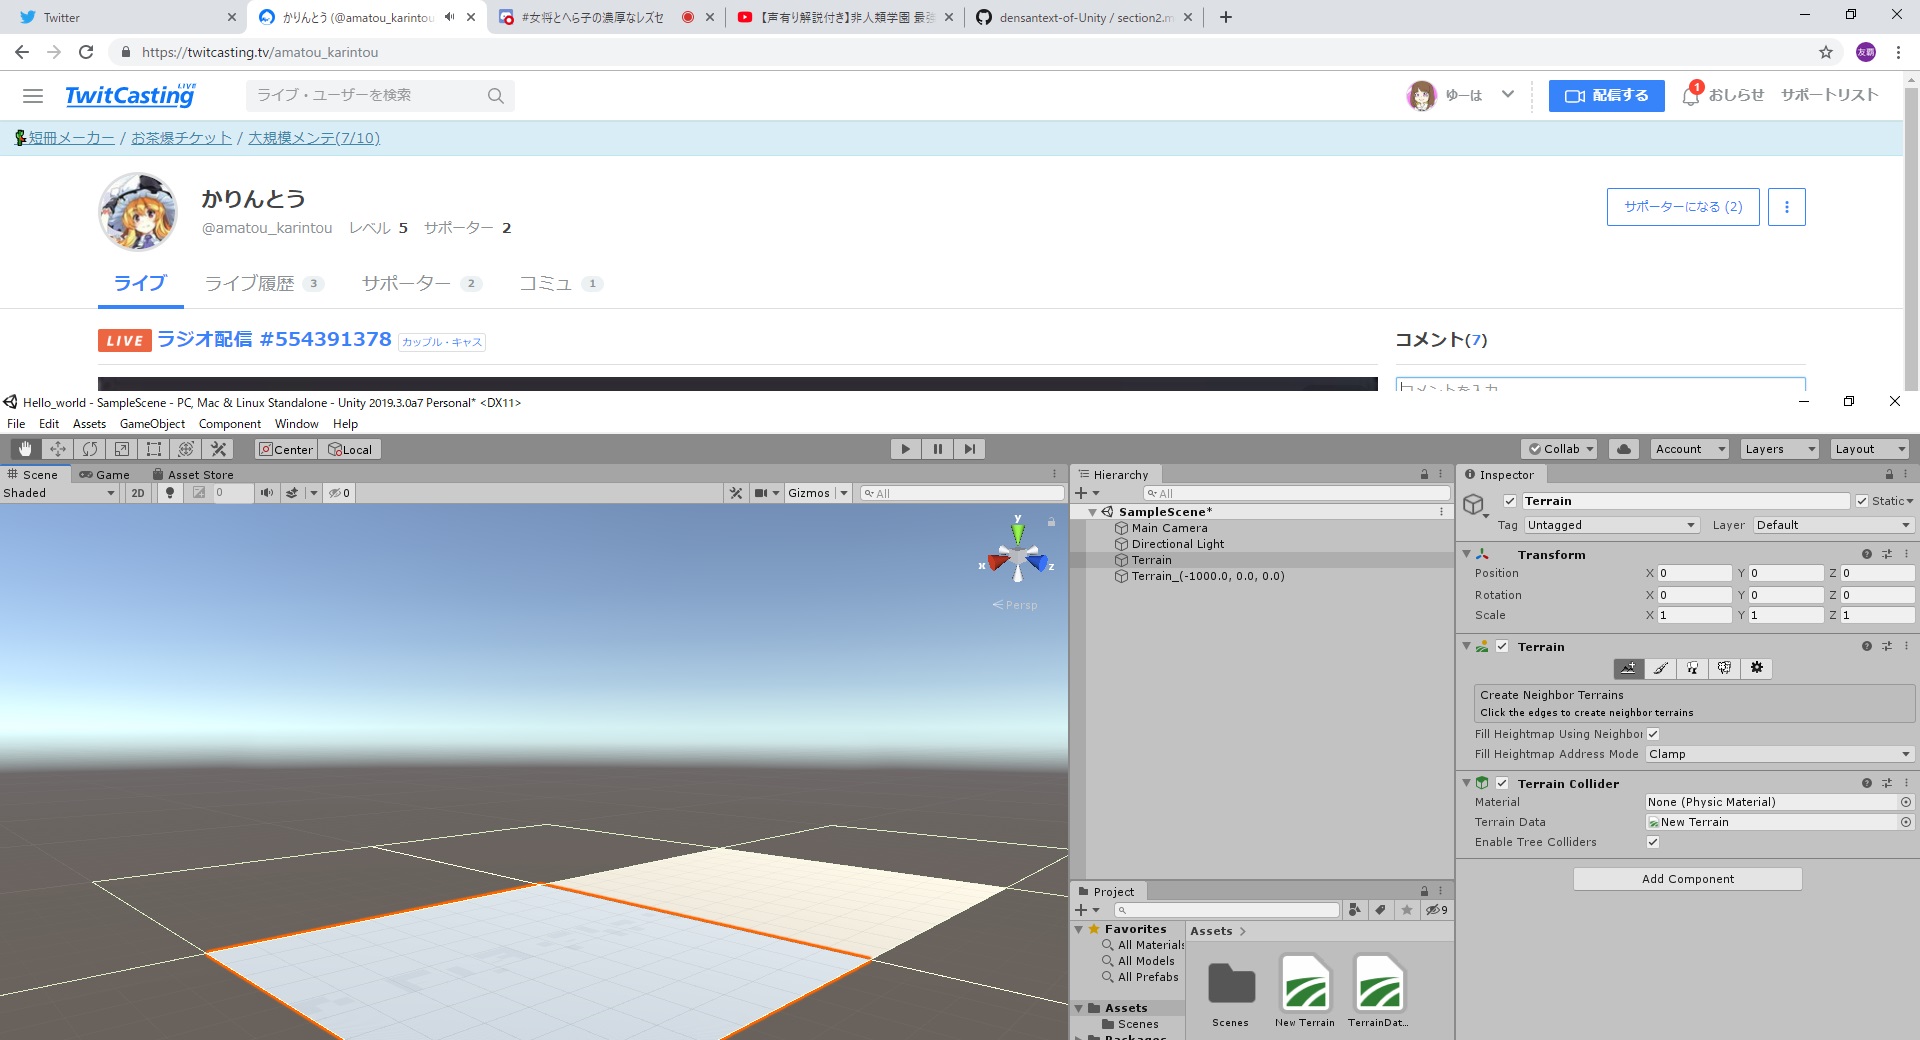 Twitter
かりんとう (@amatou_karintou
#女将とへら子の濃厚なレズセ
【声有り解説付き】非人類学園 最強
densantext-of-Unity / section2.m
https://twitcasting.tv/amatou_karintou
友覇
TwitCasting LIVE
ライブ・ユーザーを検索
ゆーは
配信する
1
おしらせ
サポートリスト
短冊メーカー / お茶爆チケット / 大規模メンテ(7/10)
かりんとう
@amatou_karintou レベル 5 サポーター 2
サポーターになる (2)
ライブ
ライブ履歴 3
サポーター 2
コミュ 1
LIVE ラジオ配信 #554391378 カップル・キャス
コメント(7)
コメントを入力
Hello_world - SampleScene - PC, Mac & Linux Standalone - Unity 2019.3.0a7 Personal* <DX11>
File Edit Assets GameObject Component Window Help
Center Local
Collab Account Layers Layout
Scene Game Asset Store
Shaded 2D 0 0 Gizmos All
y
x
z
Persp
Hierarchy
All
SampleScene*
Main Camera
Directional Light
Terrain
Terrain_(-1000.0, 0.0, 0.0)
Project
9
Favorites
All Materials
All Models
All Prefabs
Assets
Scenes
Packages
Assets
Scenes
New Terrain
TerrainDat...
Inspector
Terrain Static
Tag Untagged Layer Default
Transform
Position X 0 Y 0 Z 0
Rotation X 0 Y 0 Z 0
Scale X 1 Y 1 Z 1
Terrain
Create Neighbor Terrains
Click the edges to create neighbor terrains
Fill Heightmap Using Neighbor
Fill Heightmap Address Mode Clamp
Terrain Collider
Material None (Physic Material)
Terrain Data New Terrain
Enable Tree Colliders
Add Component